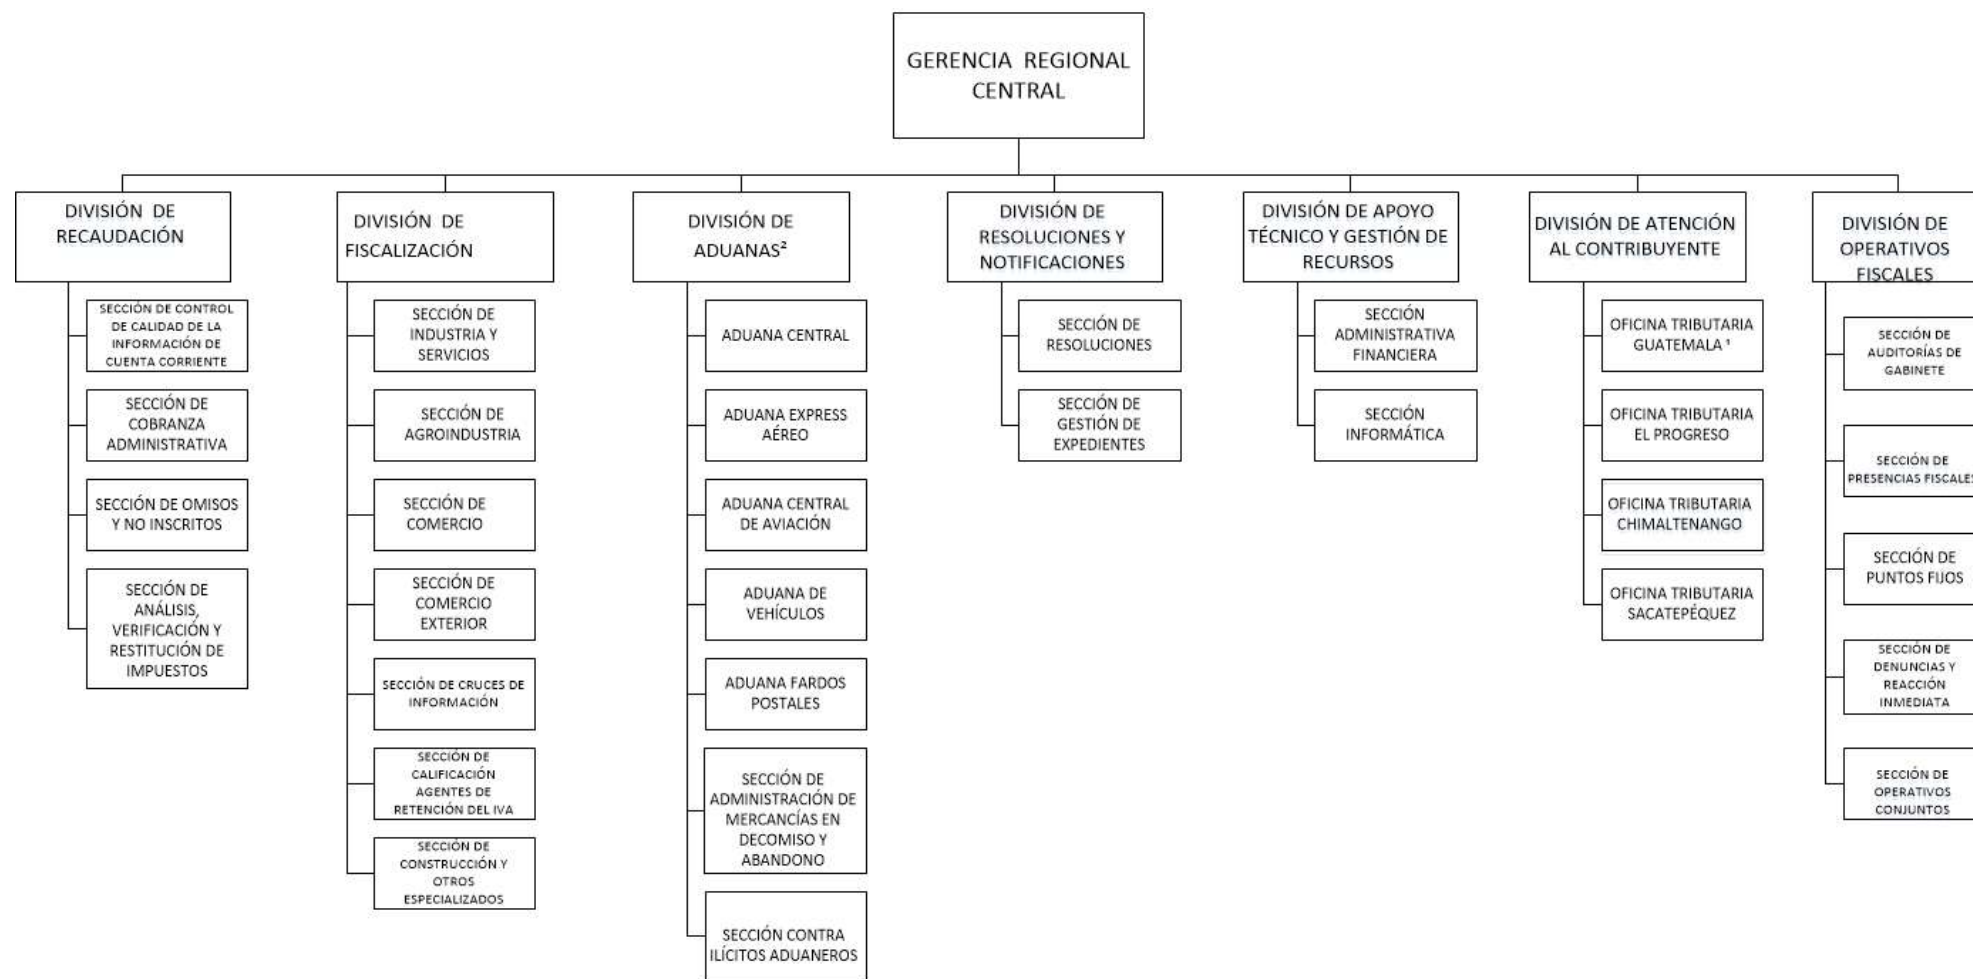 GERENCIA REGIONAL
CENTRAL
DIVISIÓN DE
RECAUDACIÓN
SECCIÓN DE CONTROL
DE CALIDAD DE LA
INFORMACIÓN DE
CUENTA CORRIENTE
SECCIÓN DE
COBRANZA
ADMINISTRATIVA
SECCIÓN DE OMISOS
Y NO INSCRITOS
SECCIÓN DE
ANÁLISIS,
VERIFICACIÓN Y
RESTITUCIÓN DE
IMPUESTOS
DIVISIÓN DE
FISCALIZACIÓN
SECCIÓN DE
INDUSTRIA Y
SERVICIOS
SECCIÓN DE
AGROINDUSTRIA
SECCIÓN DE
COMERCIO
SECCIÓN DE
COMERCIO
EXTERIOR
SECCIÓN DE CRUCES DE
INFORMACIÓN
SECCIÓN DE
CALIFICACIÓN
AGENTES DE
RETENCIÓN DEL IVA
SECCIÓN DE
CONSTRUCCIÓN Y
OTROS
ESPECIALIZADOS
DIVISIÓN DE
ADUANAS²
ADUANA CENTRAL
ADUANA EXPRESS
AÉREO
ADUANA CENTRAL
DE AVIACIÓN
ADUANA DE
VEHÍCULOS
ADUANA FARDOS
POSTALES
SECCIÓN DE
ADMINISTRACIÓN DE
MERCANCÍAS EN
DECOMISO Y
ABANDONO
SECCIÓN CONTRA
ILÍCITOS ADUANEROS
DIVISIÓN DE
RESOLUCIONES Y
NOTIFICACIONES
SECCIÓN DE
RESOLUCIONES
SECCIÓN DE
GESTIÓN DE
EXPEDIENTES
DIVISIÓN DE APOYO
TÉCNICO Y GESTIÓN DE
RECURSOS
SECCIÓN
ADMINISTRATIVA
FINANCIERA
SECCIÓN
INFORMÁTICA
DIVISIÓN DE ATENCIÓN
AL CONTRIBUYENTE
OFICINA TRIBUTARIA
GUATEMALA ¹
OFICINA TRIBUTARIA
EL PROGRESO
OFICINA TRIBUTARIA
CHIMALTENANGO
OFICINA TRIBUTARIA
SACATEPÉQUEZ
DIVISIÓN DE
OPERATIVOS
FISCALES
SECCIÓN DE
AUDITORÍAS DE
GABINETE
SECCIÓN DE
PRESENCIAS FISCALES
SECCIÓN DE
PUNTOS FIJOS
SECCIÓN DE
DENUNCIAS Y
REACCIÓN
INMEDIATA
SECCIÓN DE
OPERATIVOS
CONJUNTOS